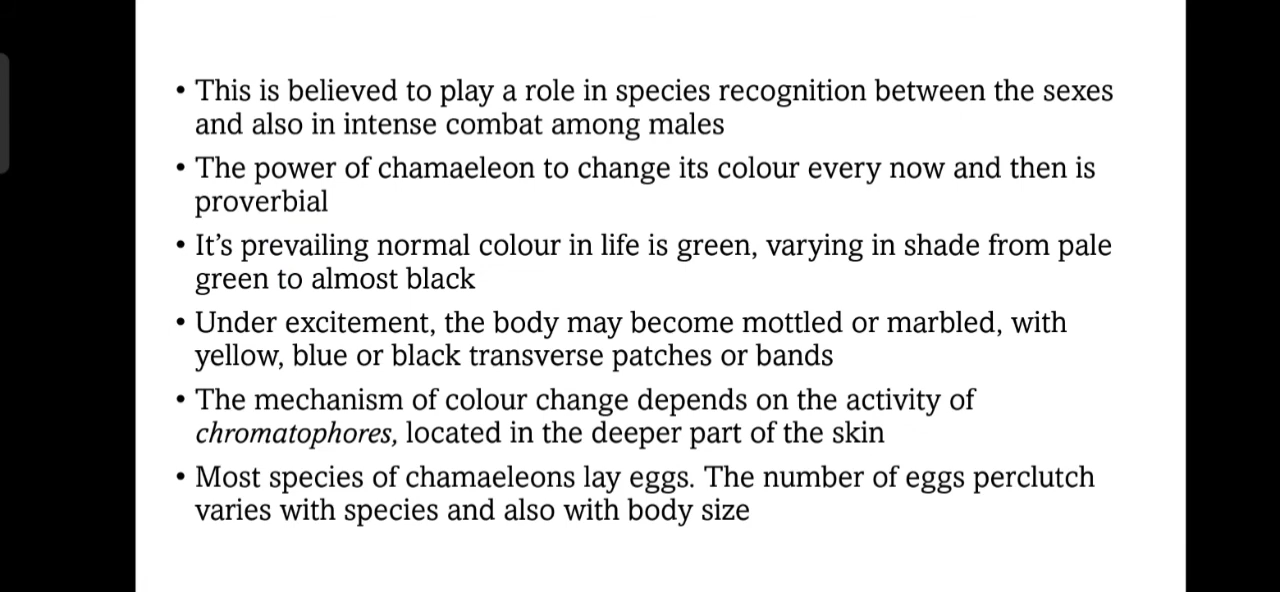 • This is believed to play a role in species recognition between the sexes
and also in intense combat among males
• The power of chamaeleon to change its colour every now and then is
proverbial
• It’s prevailing normal colour in life is green, varying in shade from pale
green to almost black
• Under excitement, the body may become mottled or marbled, with
yellow, blue or black transverse patches or bands
• The mechanism of colour change depends on the activity of
chromatophores, located in the deeper part of the skin
• Most species of chamaeleons lay eggs. The number of eggs perclutch
varies with species and also with body size